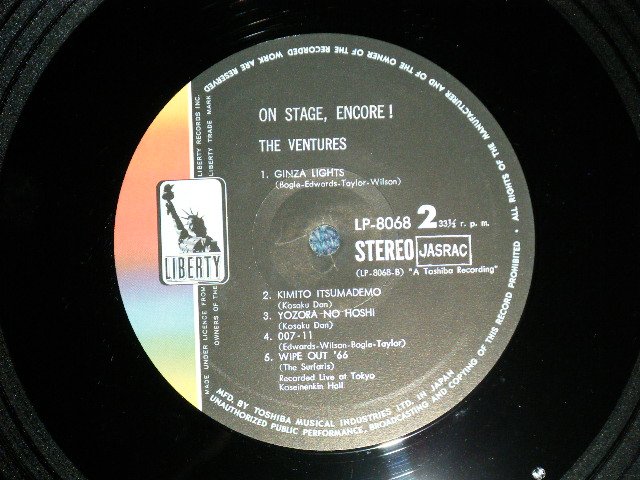 ON STAGE, ENCORE!
THE VENTURES
1. GINZA LIGHTS
(Bogle-Edwards-Taylor-Wilson)
LP-8068 2 33⅓ r. p. m.
STEREO JASRAC
(LP-8068-B) "A Toshiba Recording"
2. KIMITO ITSUMADEMO
(Kosaku Dan)
3. YOZORA NO HOSHI
(Kosaku Dan)
4. 007-11
(Edwards-Wilson-Bogle-Taylor)
5. WIPE OUT '66
(The Surfaris)
Recorded Live at Tokyo
Koseinenkin Hall
LIBERTY
MADE UNDER LICENCE FROM LIBERTY RECORDS INC.
OWNERS OF THE LIBERTY TRADE MARK
MFD. BY TOSHIBA MUSICAL INDUSTRIES LTD. IN JAPAN
ALL RIGHTS OF THE MANUFACTURER AND OF THE OWNER OF THE RECORDED WORK ARE RESERVED
UNAUTHORIZED PUBLIC PERFORMANCE, BROADCASTING AND COPYING OF THIS RECORD PROHIBITED •